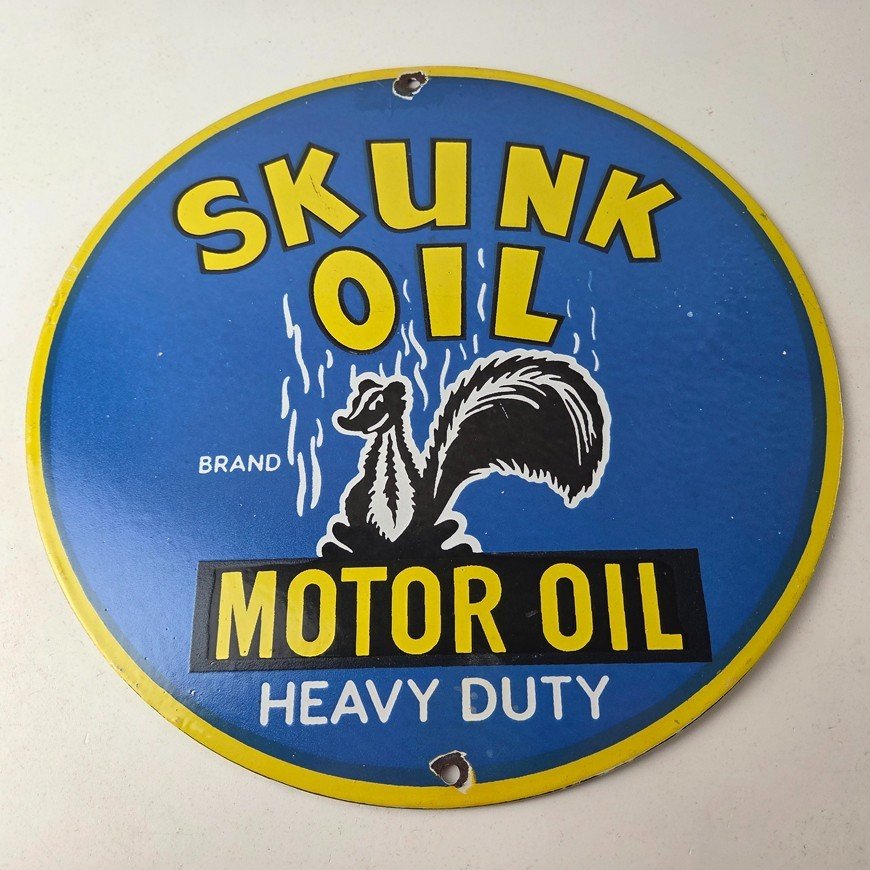 SKUNK
OIL
BRAND
MOTOR OIL
HEAVY DUTY